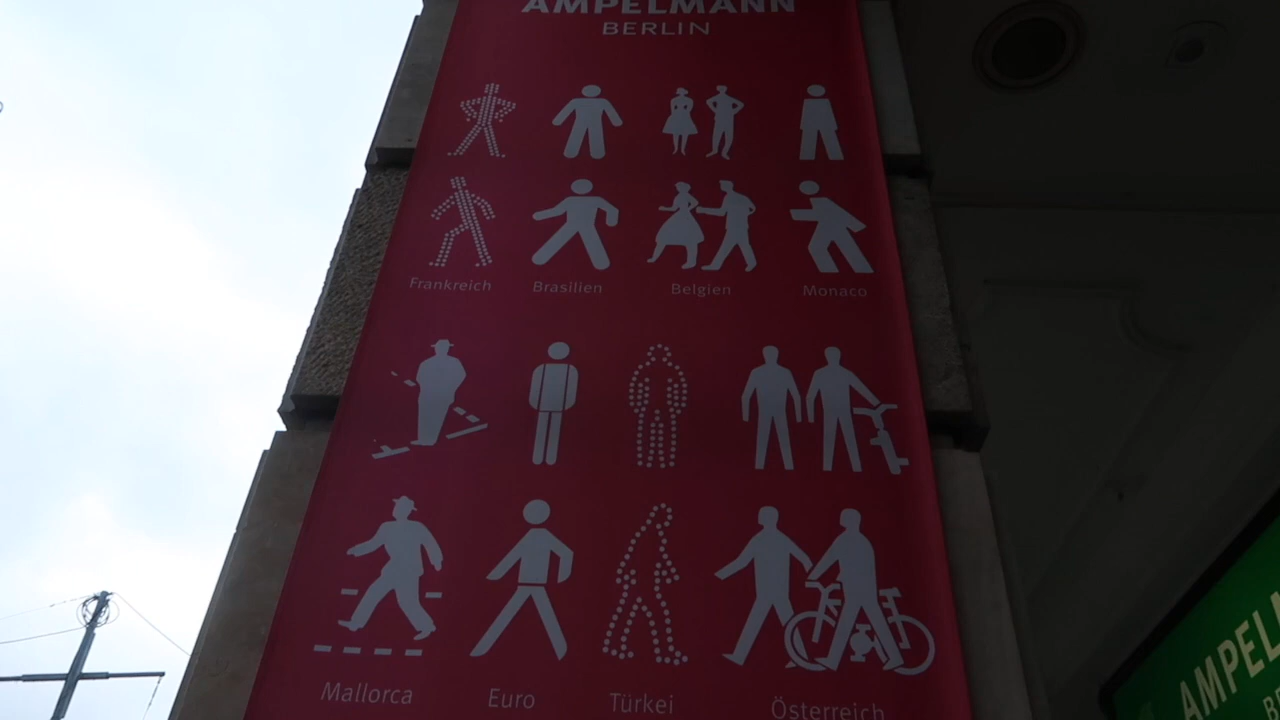 AMPELMANN
BERLIN
Frankreich Brasilien Belgien Monaco
Mallorca Euro Türkei Österreich
AMPEL